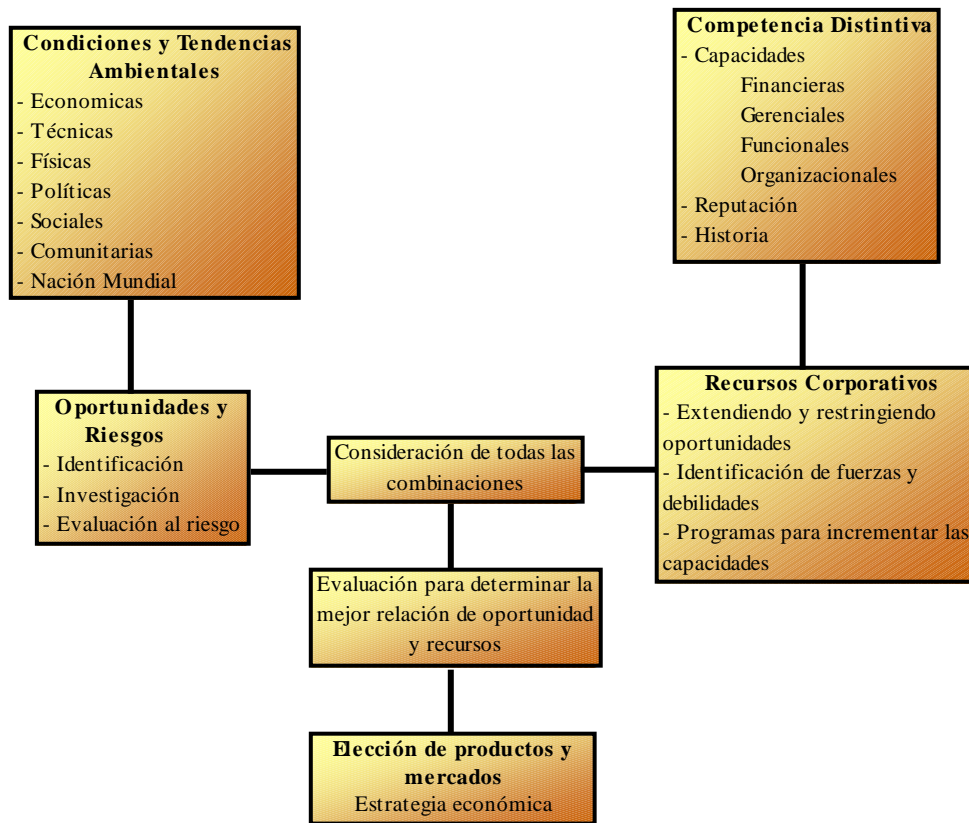 Condiciones y Tendencias
Ambientales
- Economicas
- Técnicas
- Físicas
- Políticas
- Sociales
- Comunitarias
- Nación Mundial
Competencia Distintiva
- Capacidades
Financieras
Gerenciales
Funcionales
Organizacionales
- Reputación
- Historia
Oportunidades y
Riesgos
- Identificación
- Investigación
- Evaluación al riesgo
Consideración de todas las
combinaciones
Recursos Corporativos
- Extendiendo y restringiendo
oportunidades
- Identificación de fuerzas y
debilidades
- Programas para incrementar las
capacidades
Evaluación para determinar la
mejor relación de oportunidad
y recursos
Elección de productos y
mercados
Estrategia económica